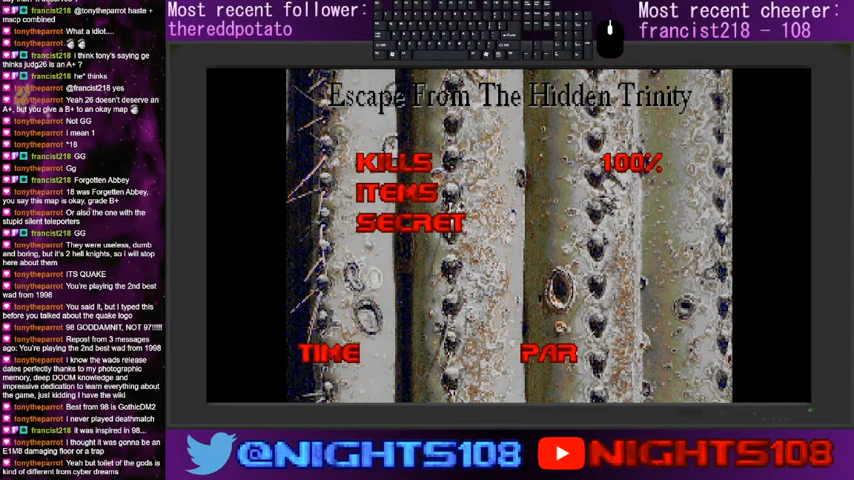 Most recent follower:
thereddpotato
Most recent cheerer:
francist218 - 108
francist218 @tonytheparrot haste +
mscp combined
tonytheparrot What a idiot....
tonytheparrot
francist218 i think tony's saying ge
thinks judg26 is an A+ ?
francist218 he* thinks
tonytheparrot @francist218 yes
tonytheparrot Yeah 26 doesn't deserve an
A+, but you give a B+ to an okay map
tonytheparrot Not GG
tonytheparrot I mean 1
tonytheparrot *18
francist218 GG
tonytheparrot Gg
francist218 Forgotten Abbey
tonytheparrot 18 was Forgotten Abbey,
you say this map is okay, grade B+
tonytheparrot Or also the one with the
stupid silent teleporters
francist218 GG
tonytheparrot They were useless, dumb
and boring, but it's 2 hell knights, so I will stop
here about them
tonytheparrot ITS QUAKE
tonytheparrot You're playing the 2nd best
wad from 1998
tonytheparrot You said it, but I typed this
before you talked about the quake logo
tonytheparrot 98 GODDAMNIT, NOT 97!!!!!
tonytheparrot Repost from 3 messages
ago: You're playing the 2nd best wad from 1998
tonytheparrot I know the wads release
dates perfectly thanks to my photographic
memory, deep DOOM knowledge and
impressive dedication to learn everything about
the game, just kidding I have the wiki
tonytheparrot Best from 98 is GothicDM2
tonytheparrot I never played deathmatch
francist218 it was inspired in 98...
tonytheparrot I thought it was gonna be an
E1M8 damaging floor or a trap
tonytheparrot Yeah but toilet of the gods is
kind of different from cyber dreams
Escape From The Hidden Trinity
KILLS 100%
ITEMS
SECRET
TIME PAR
@NIGHTS108 NIGHTS108